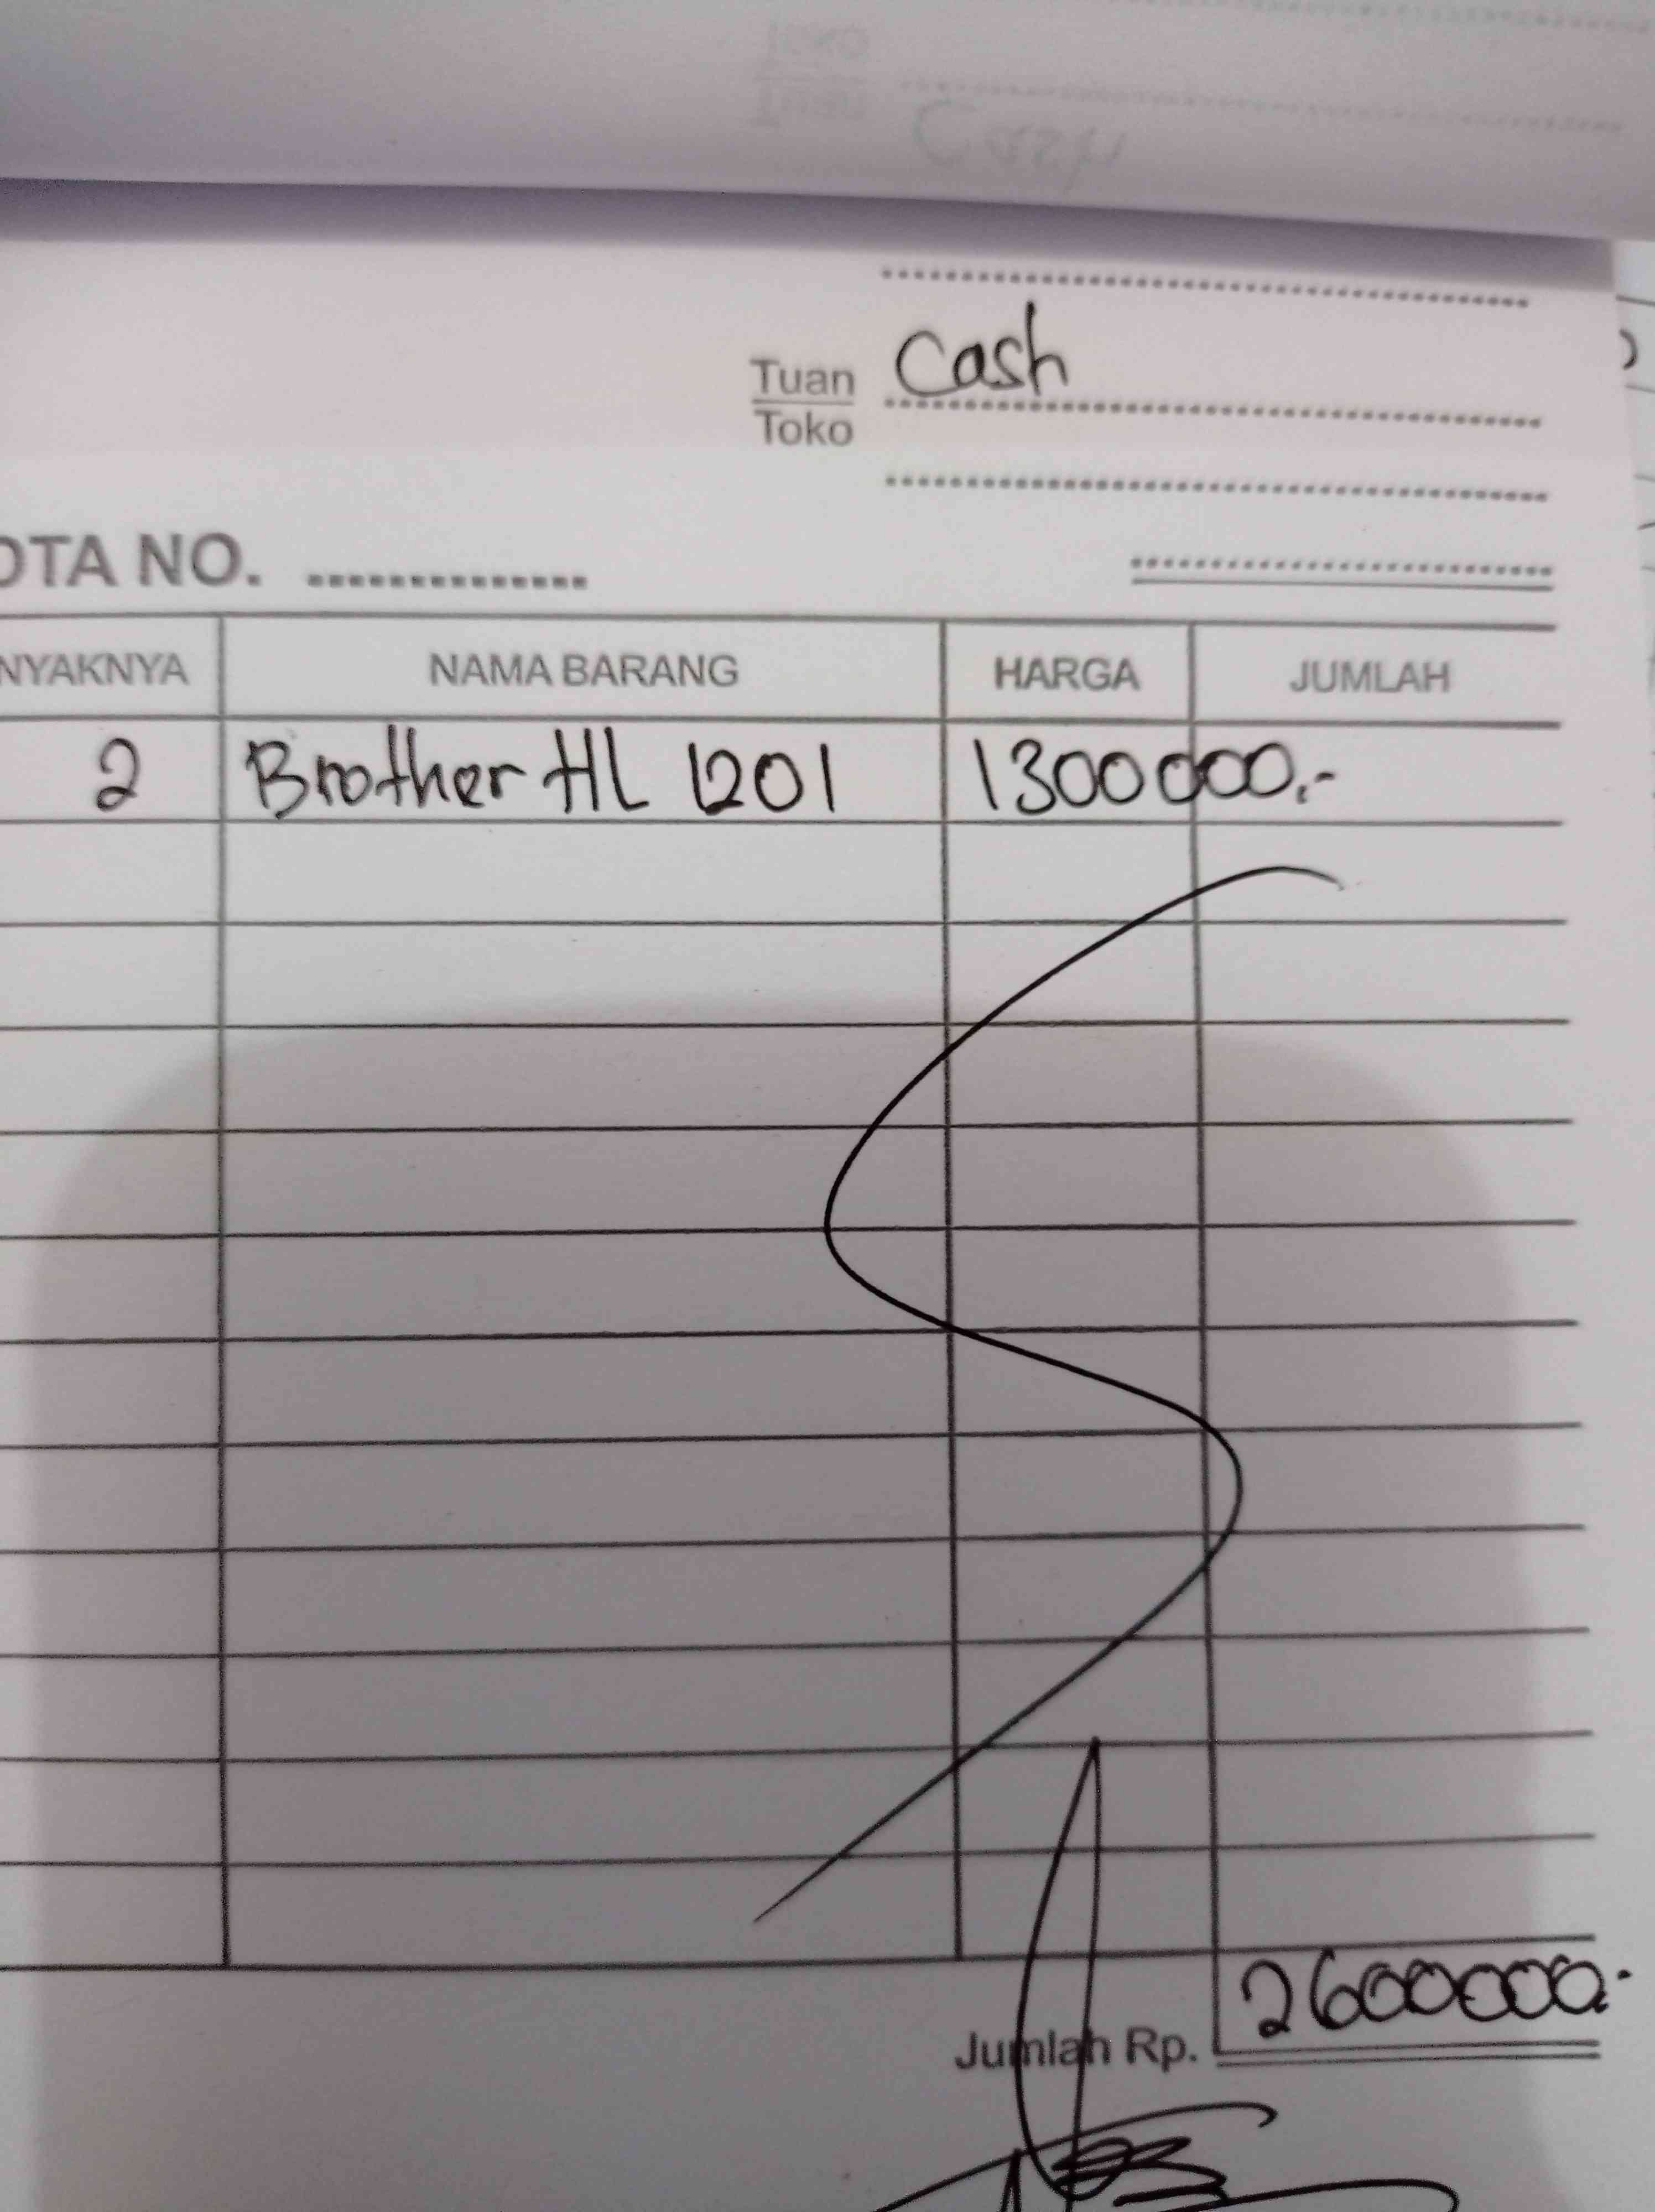 Cash
Tuan
Toko
OTA NO.
NYAKNYA NAMA BARANG HARGA JUMLAH
2 Brother HL 1201 1300000.-
Jumlah Rp. 2600000.-